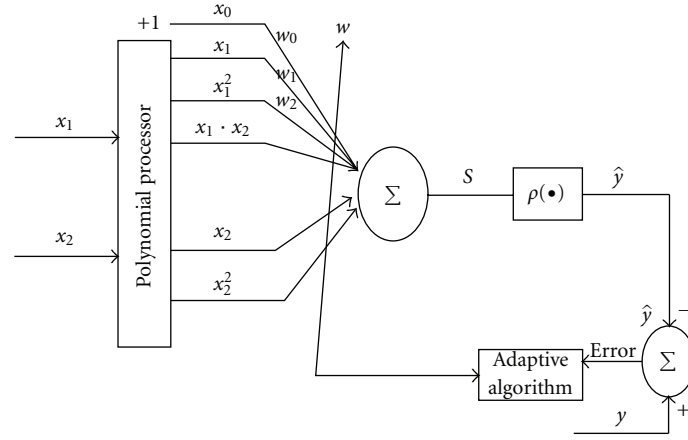 +1
x₀
w
w₀
x₁
w₁
x₁²
w₂
x₁ · x₂
x₁
Polynomial processor
Σ
S
ρ(•)
ŷ
x₂
x₂
x₂²
ŷ
−
Σ
Error
Adaptive
algorithm
y
+